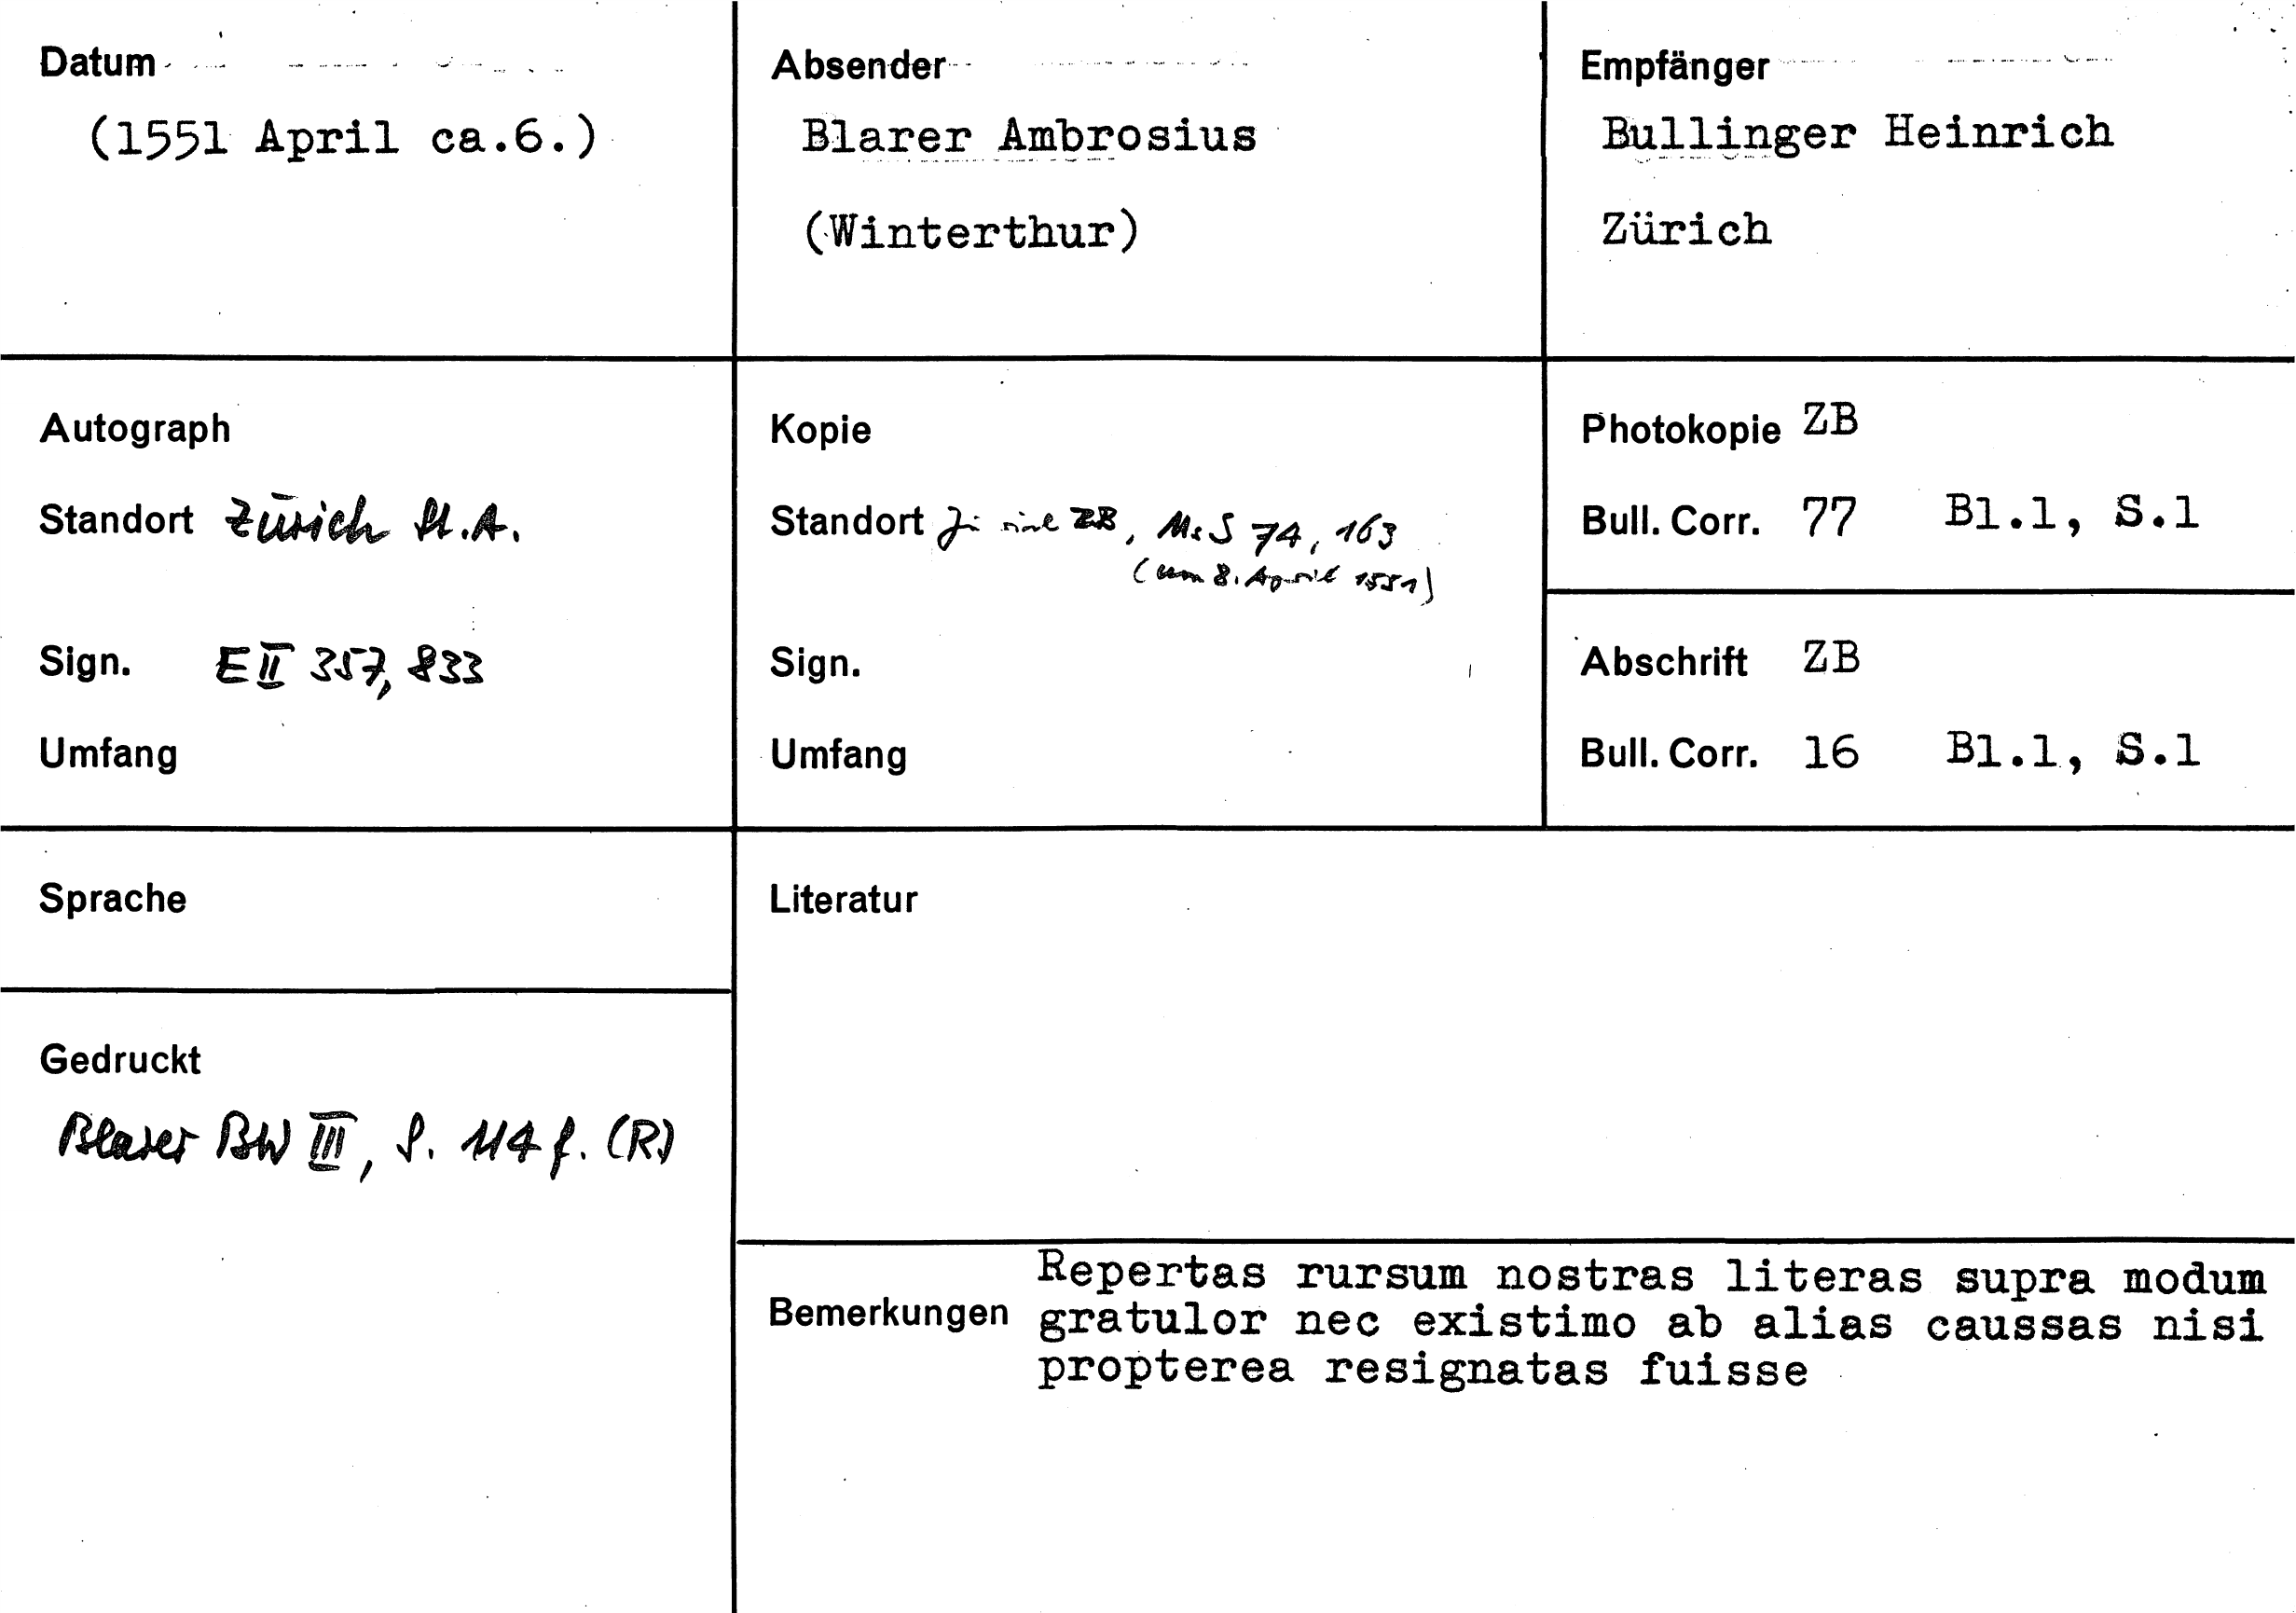 Datum
(1551 April ca.6.)
Absender
Blarer Ambrosius
(Winterthur)
Empfänger
Bullinger Heinrich
Zürich
Autograph
Standort Zürich St.A.
Sign. E II 357, 833
Umfang
Kopie
Standort Zürich ZB, Ms S 74, 163
(um 8. April 1551)
Sign.
Umfang
Photokopie ZB
Bull. Corr. 77 Bl.1, S.1
Abschrift ZB
Bull. Corr. 16 Bl.1, S.1
Sprache
Gedruckt
Blarer BW III, S. 114 f. (R)
Literatur
Bemerkungen
Repertas rursum nostras literas supra modum
gratulor nec existimo ab alias caussas nisi
propterea resignatas fuisse